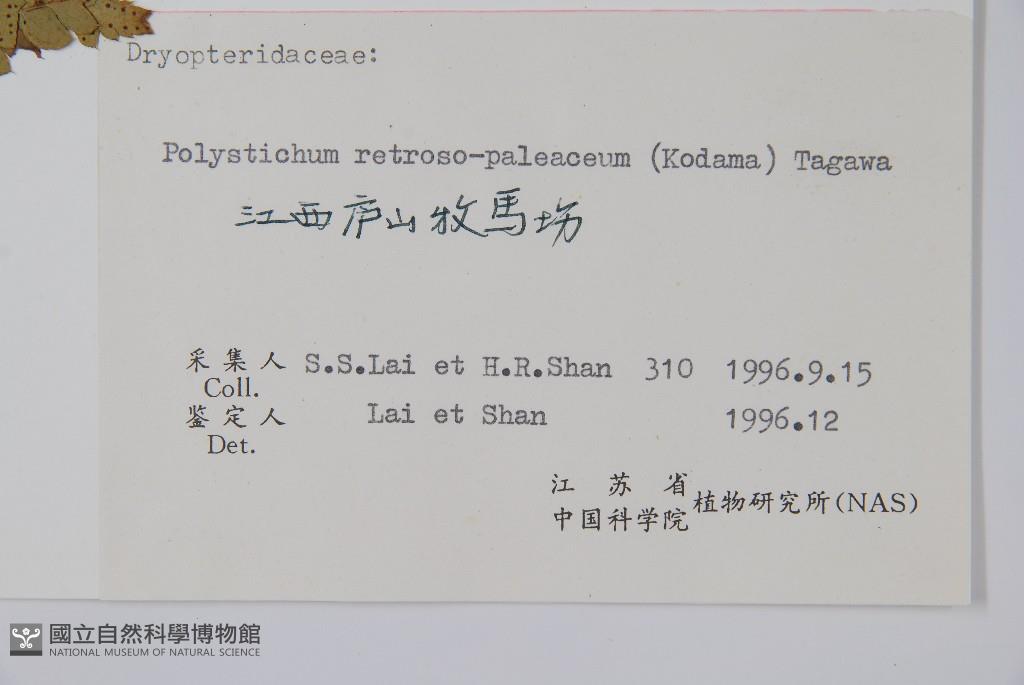 Dryopteridaceae:
Polystichum retroso-paleaceum (Kodama) Tagawa
江西庐山牧馬场
采集人 S.S.Lai et H.R.Shan 310 1996.9.15
Coll.
鉴定人 Lai et Shan 1996.12
Det.
江苏省
中国科学院植物研究所(NAS)
國立自然科學博物館
NATIONAL MUSEUM OF NATURAL SCIENCE